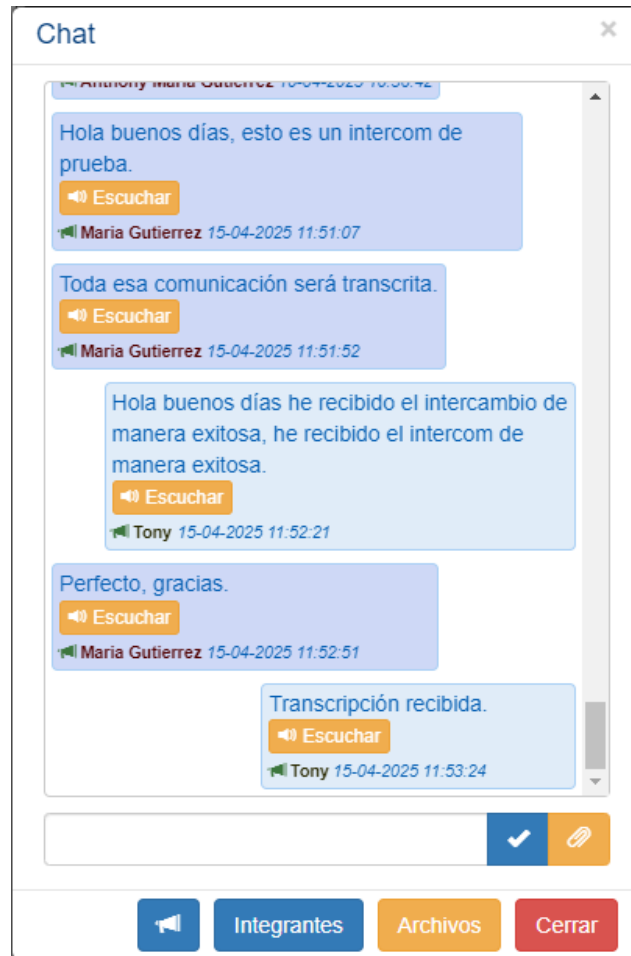 Chat
Hola buenos días, esto es un intercom de
prueba.
Escuchar
Maria Gutierrez 15-04-2025 11:51:07
Toda esa comunicación será transcrita.
Escuchar
Maria Gutierrez 15-04-2025 11:51:52
Hola buenos días he recibido el intercambio de
manera exitosa, he recibido el intercom de
manera exitosa.
Escuchar
Tony 15-04-2025 11:52:21
Perfecto, gracias.
Escuchar
Maria Gutierrez 15-04-2025 11:52:51
Transcripción recibida.
Escuchar
Tony 15-04-2025 11:53:24
Integrantes
Archivos
Cerrar